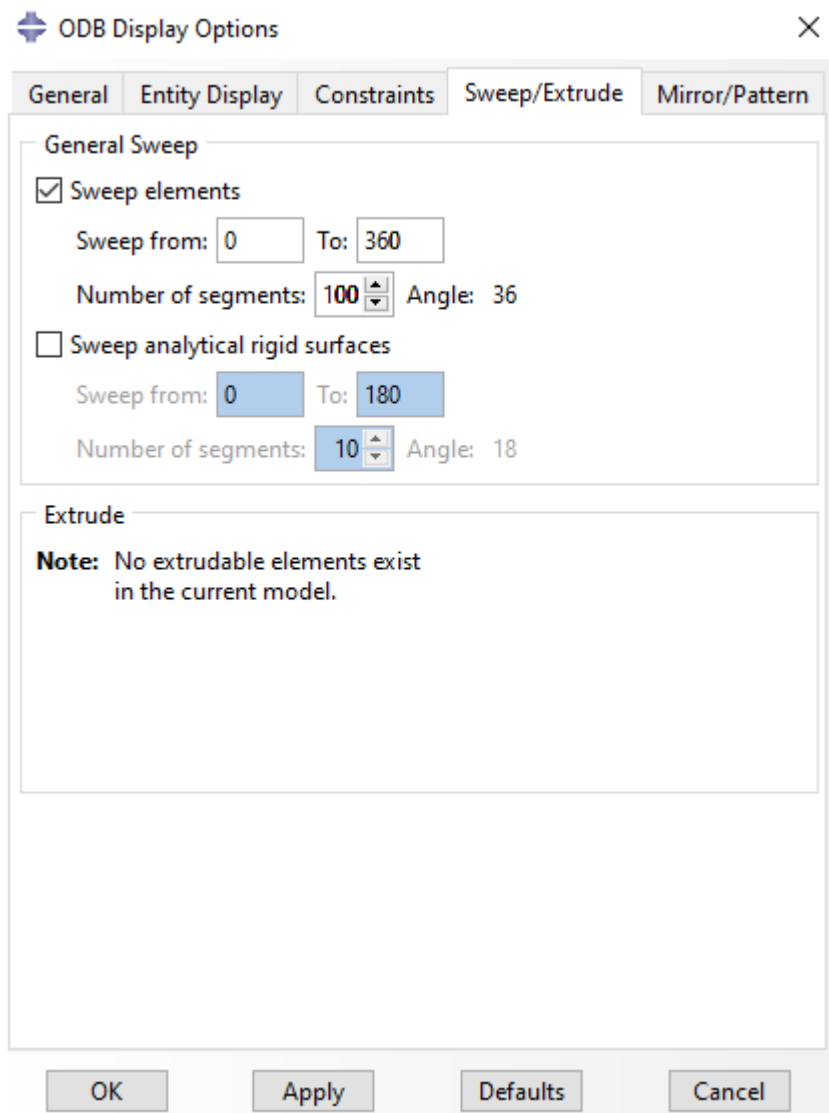 ODB Display Options
General Entity Display Constraints Sweep/Extrude Mirror/Pattern
General Sweep
Sweep elements
Sweep from: 0 To: 360
Number of segments: 100 Angle: 36
Sweep analytical rigid surfaces
Sweep from: 0 To: 180
Number of segments: 10 Angle: 18
Extrude
Note: No extrudable elements exist
in the current model.
OK Apply Defaults Cancel